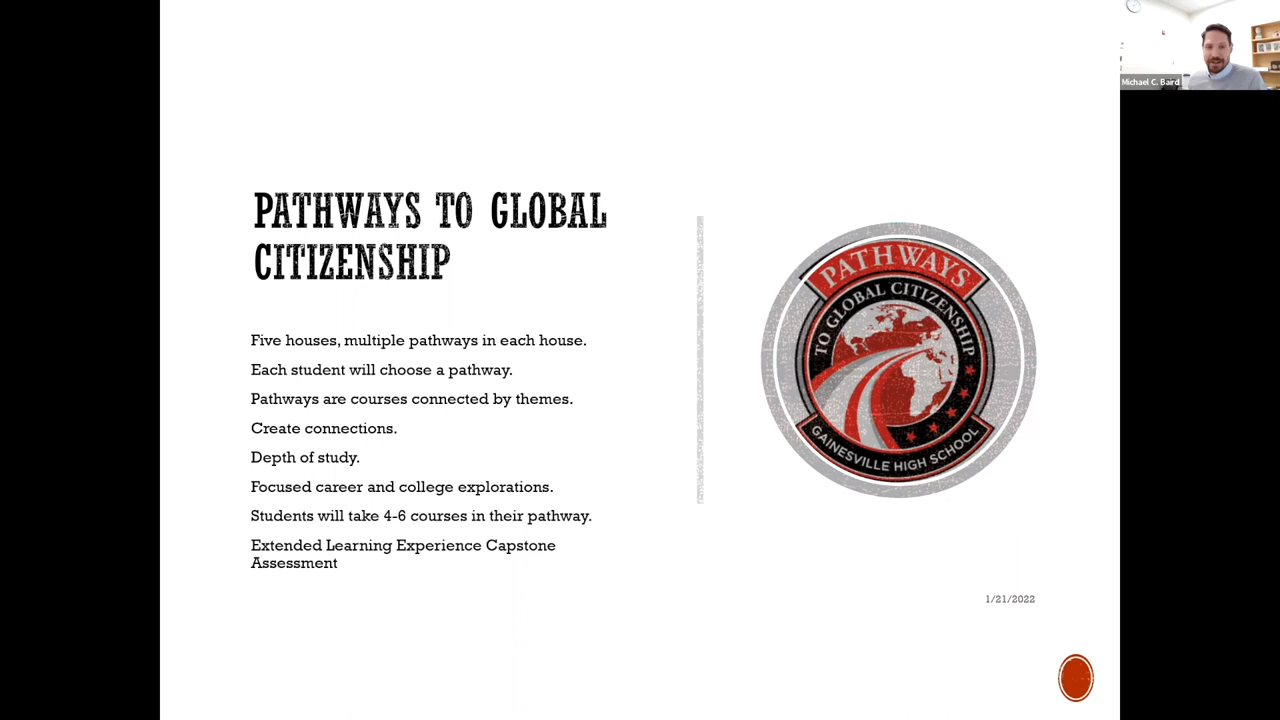 Michael C. Baird
PATHWAYS TO GLOBAL
CITIZENSHIP
Five houses, multiple pathways in each house.
Each student will choose a pathway.
Pathways are courses connected by themes.
Create connections.
Depth of study.
Focused career and college explorations.
Students will take 4-6 courses in their pathway.
Extended Learning Experience Capstone
Assessment
PATHWAYS
TO GLOBAL CITIZENSHIP
GAINESVILLE HIGH SCHOOL
1/21/2022